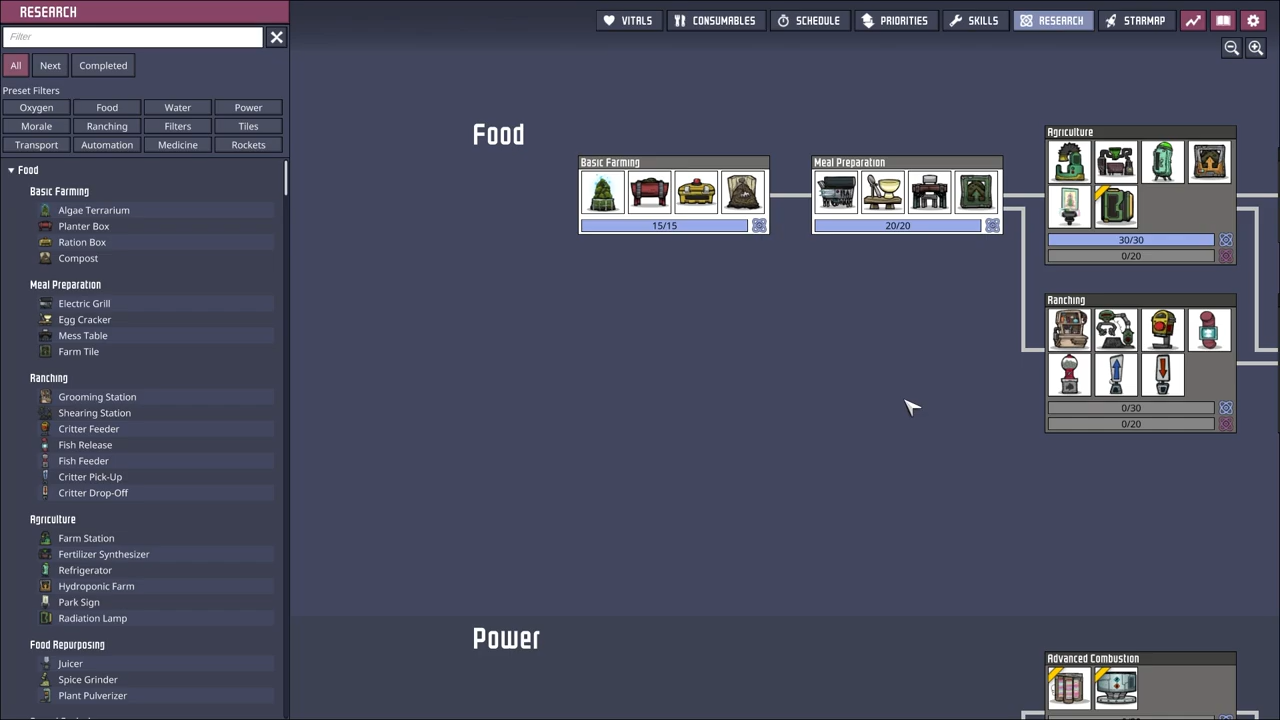 RESEARCH
VITALS
CONSUMABLES
SCHEDULE
PRIORITIES
SKILLS
RESEARCH
STARMAP
Filter
All
Next
Completed
Preset Filters
Oxygen
Food
Water
Power
Morale
Ranching
Filters
Tiles
Transport
Automation
Medicine
Rockets
Food
Basic Farming
Algae Terrarium
Planter Box
Ration Box
Compost
Meal Preparation
Electric Grill
Egg Cracker
Mess Table
Farm Tile
Ranching
Grooming Station
Shearing Station
Critter Feeder
Fish Release
Fish Feeder
Critter Pick-Up
Critter Drop-Off
Agriculture
Farm Station
Fertilizer Synthesizer
Refrigerator
Hydroponic Farm
Park Sign
Radiation Lamp
Food Repurposing
Juicer
Spice Grinder
Plant Pulverizer
Food
Basic Farming
15/15
Meal Preparation
20/20
Agriculture
30/30
0/20
Ranching
0/30
0/20
Power
Advanced Combustion